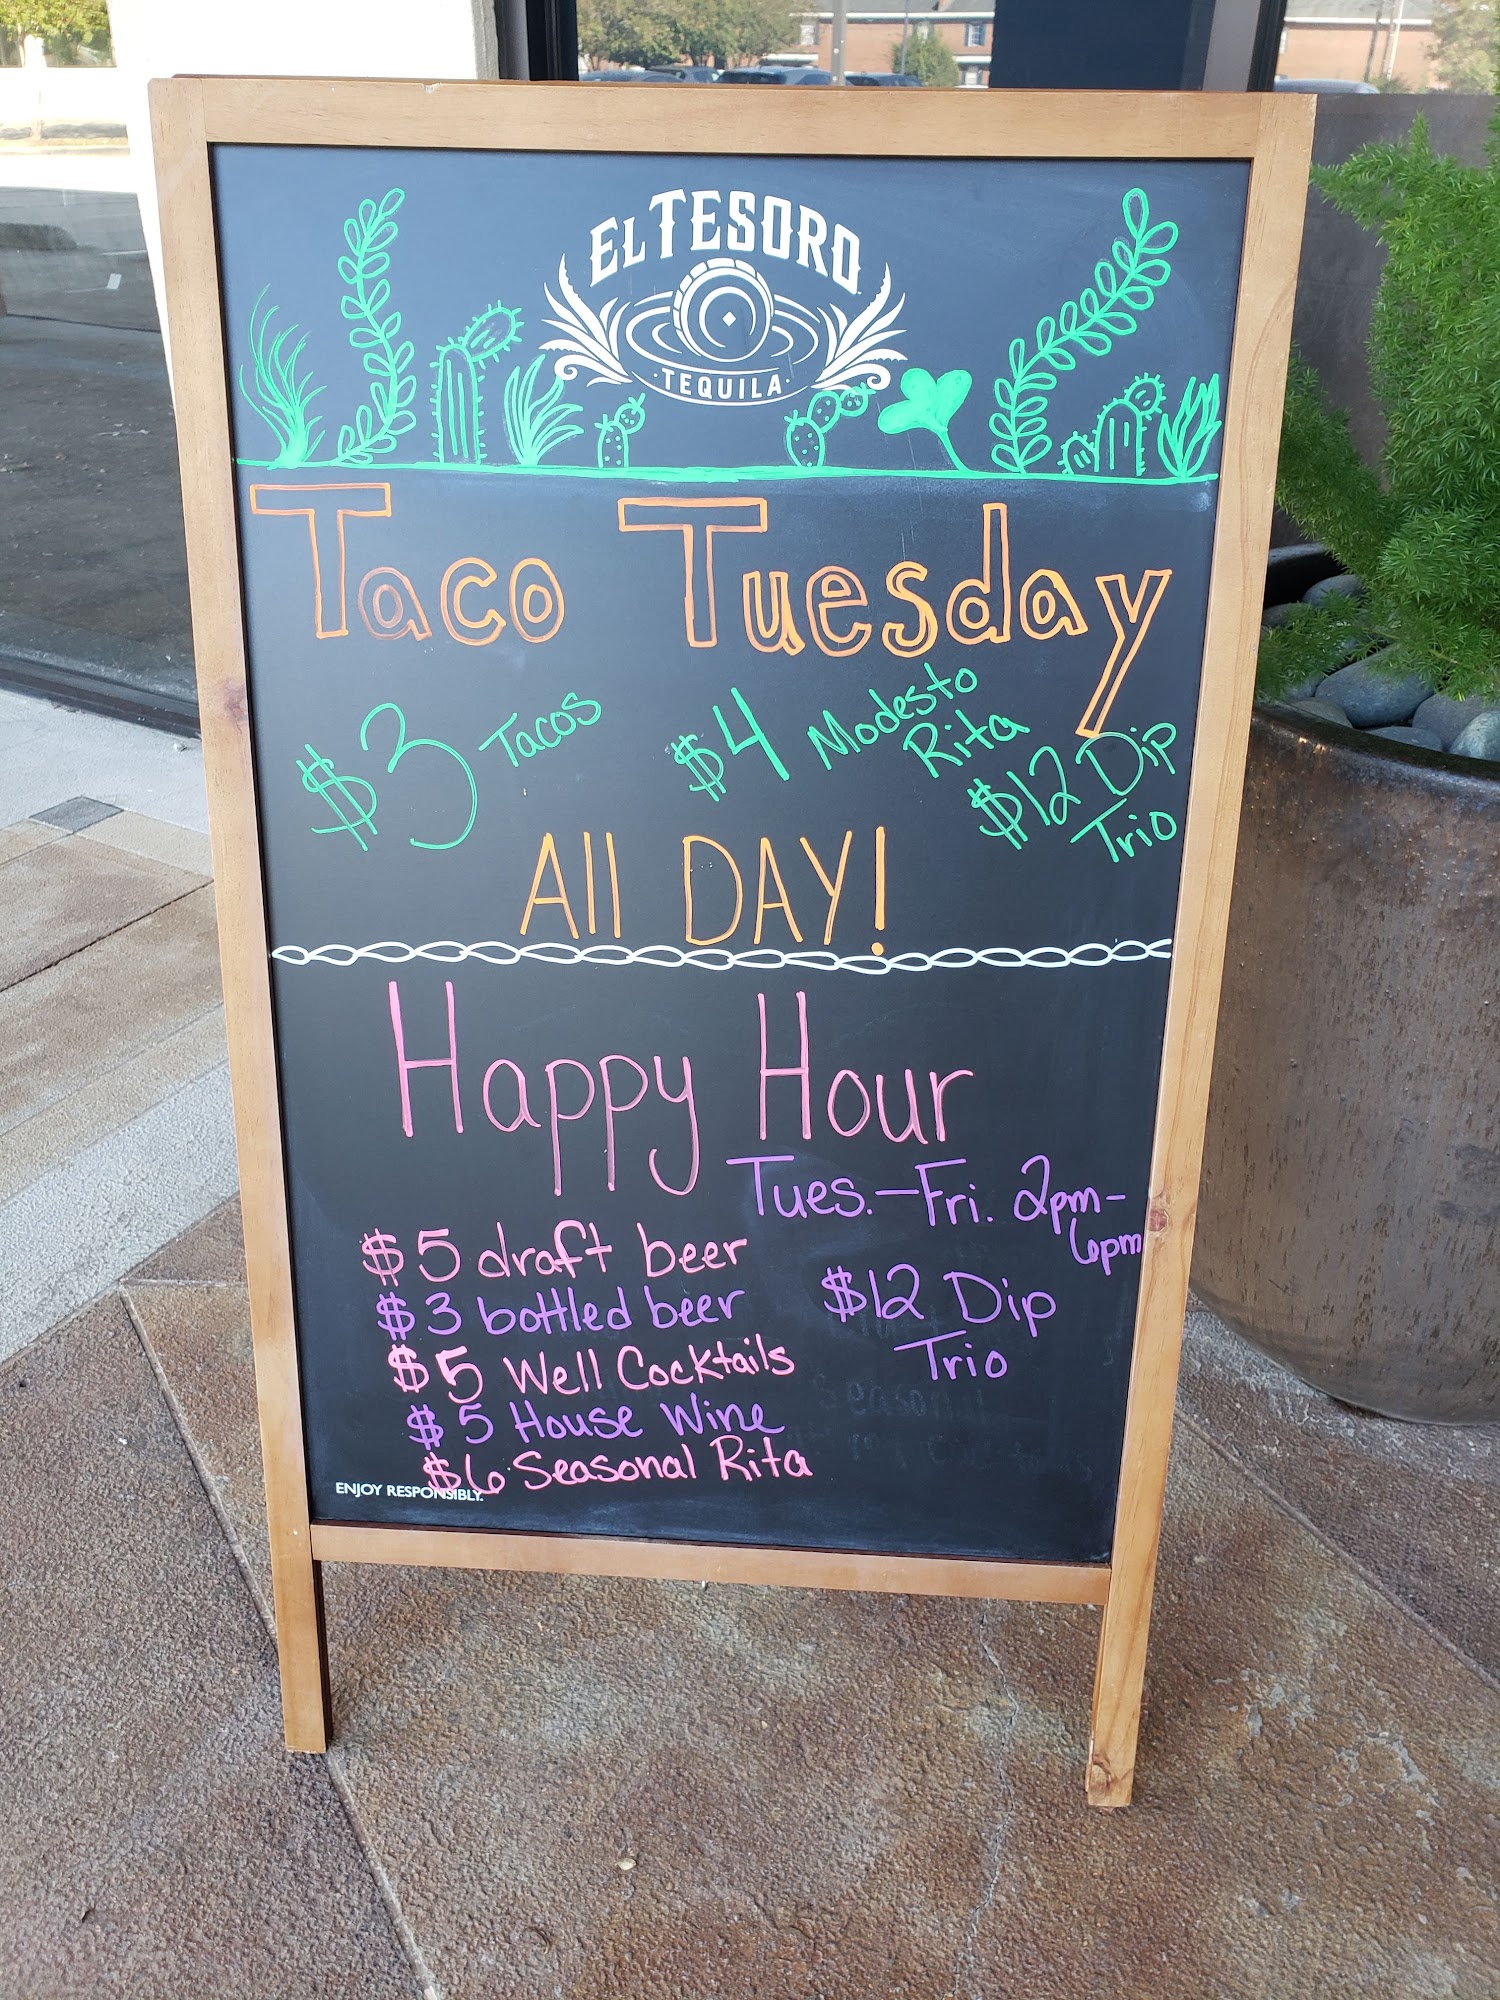 EL TESORO
TEQUILA
Taco Tuesday
$3 Tacos
$4 Modesto
Rita
$12 Dip
Trio
All DAY!
Happy Hour
Tues.-Fri. 2pm-
6pm
$5 draft beer
$3 bottled beer
$5 Well Cocktails
$5 House Wine
$6 Seasonal Rita
$12 Dip
Trio
Seasonal
ENJOY RESPONSIBLY.